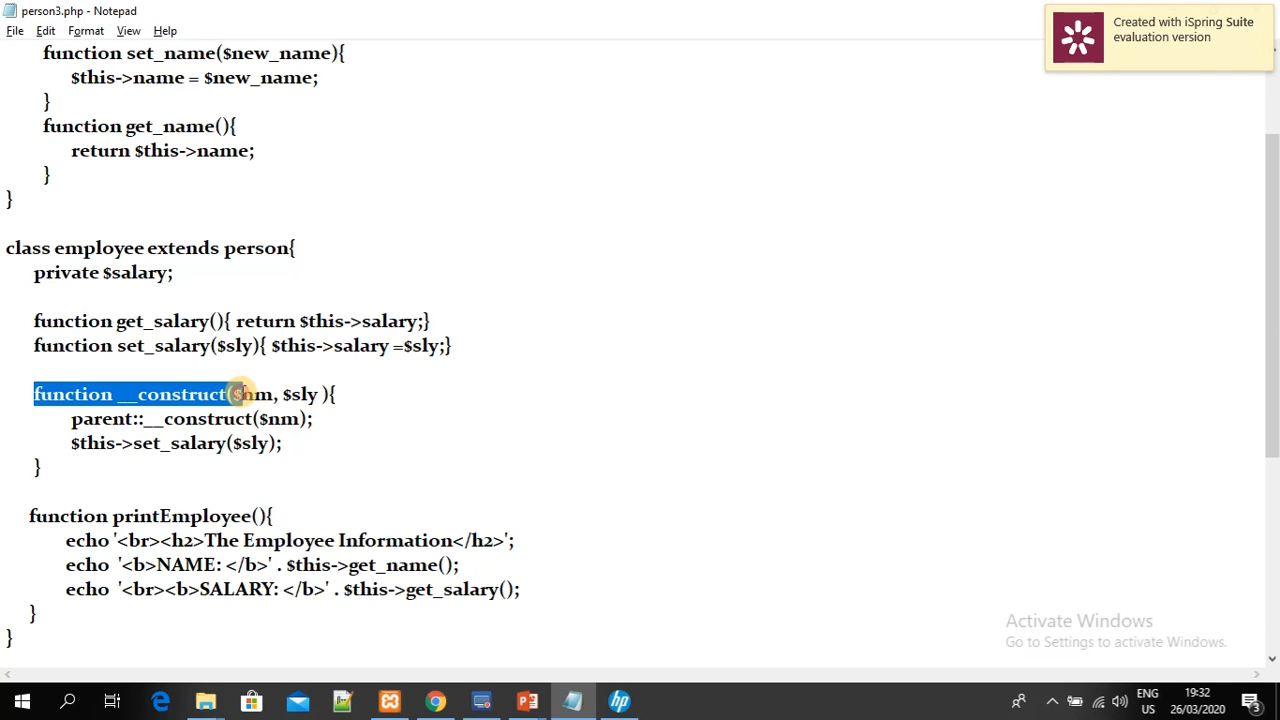 person3.php - Notepad
File Edit Format View Help
Created with iSpring Suite
evaluation version
function set_name($new_name){
$this->name = $new_name;
}
function get_name(){
return $this->name;
}
}
class employee extends person{
private $salary;
function get_salary(){ return $this->salary;}
function set_salary($sly){ $this->salary =$sly;}
function __construct($nm, $sly ){
parent::__construct($nm);
$this->set_salary($sly);
}
function printEmployee(){
echo '<br><h2>The Employee Information</h2>';
echo '<b>NAME: </b>' . $this->get_name();
echo '<br><b>SALARY: </b>' . $this->get_salary();
}
}
Activate Windows
Go to Settings to activate Windows.
ENG
US
19:32
26/03/2020
3